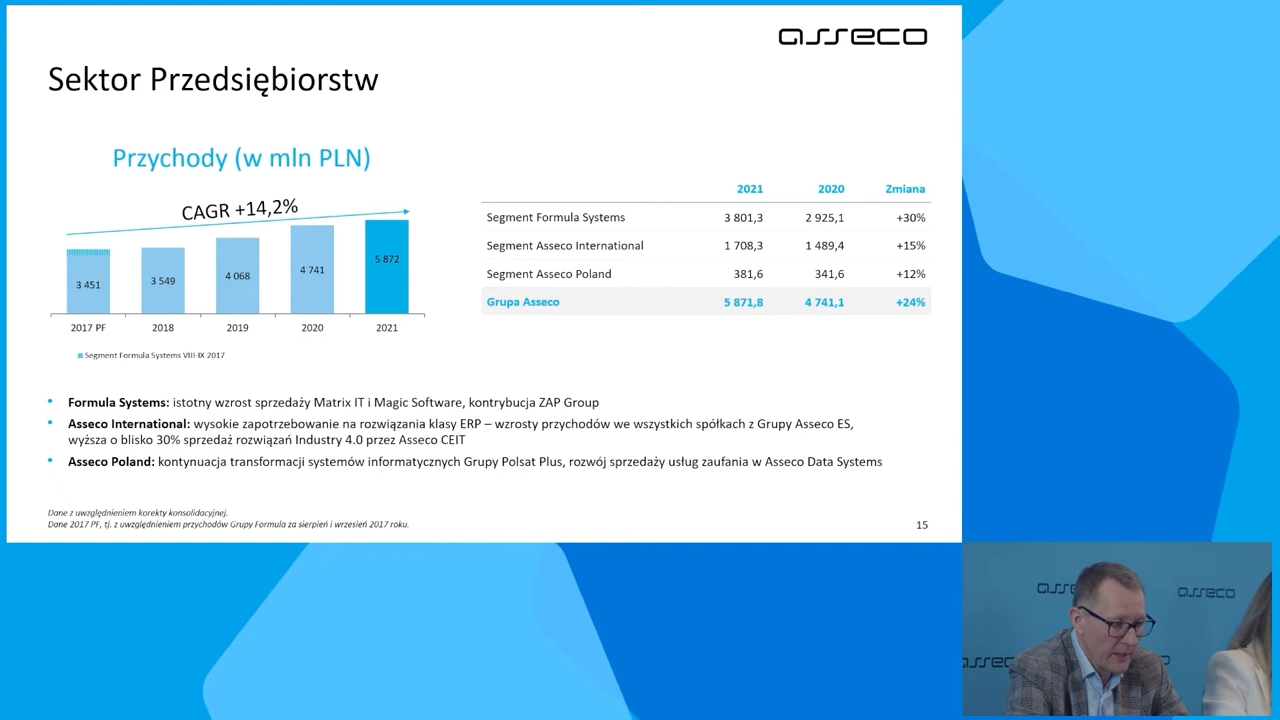 asseco
Sektor Przedsiębiorstw
Przychody (w mln PLN)
CAGR +14,2%
3 451
3 549
4 068
4 741
5 872
2017 PF 2018 2019 2020 2021
Segment Formula Systems VIII-IX 2017
2021 2020 Zmiana
Segment Formula Systems 3 801,3 2 925,1 +30%
Segment Asseco International 1 708,3 1 489,4 +15%
Segment Asseco Poland 381,6 341,6 +12%
Grupa Asseco 5 871,8 4 741,1 +24%
• Formula Systems: istotny wzrost sprzedaży Matrix IT i Magic Software, kontrybucja ZAP Group
• Asseco International: wysokie zapotrzebowanie na rozwiązania klasy ERP – wzrosty przychodów we wszystkich spółkach z Grupy Asseco ES,
wyższa o blisko 30% sprzedaż rozwiązań Industry 4.0 przez Asseco CEIT
• Asseco Poland: kontynuacja transformacji systemów informatycznych Grupy Polsat Plus, rozwój sprzedaży usług zaufania w Asseco Data Systems
Dane z uwzględnieniem korekty konsolidacyjnej.
Dane 2017 PF, tj. z uwzględnieniem przychodów Grupy Formula za sierpień i wrzesień 2017 roku.
15
asseco
asseco